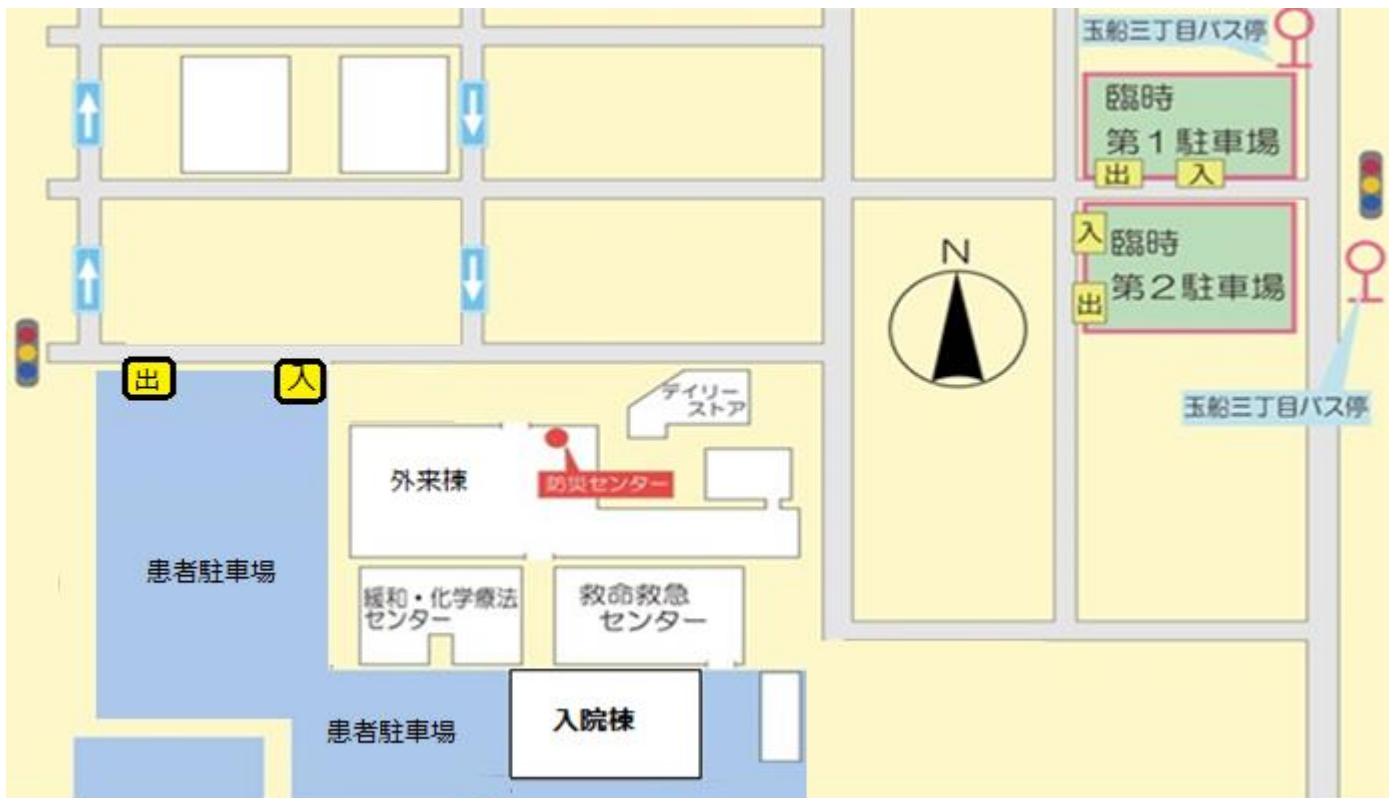 玉船三丁目バス停
臨時
第１駐車場
出
入
N
入
臨時
第２駐車場
出
玉船三丁目バス停
出
入
デイリー
ストア
外来棟
防災センター
患者駐車場
緩和・化学療法
センター
救命救急
センター
患者駐車場
入院棟